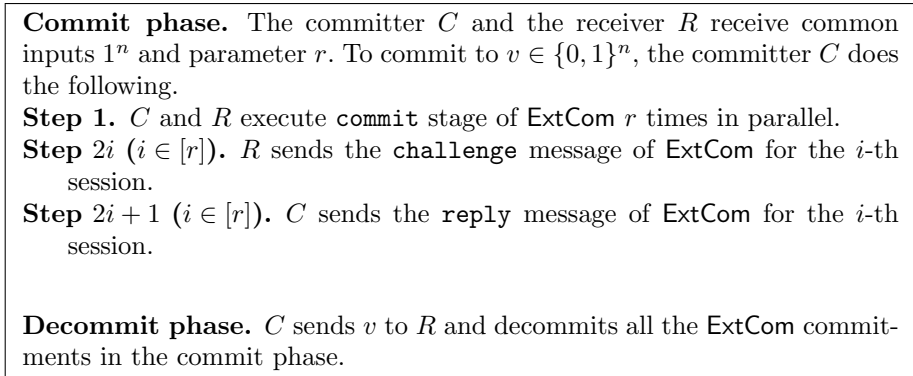 Commit phase. The committer C and the receiver R receive common
inputs 1^n and parameter r. To commit to v ∈ {0, 1}^n, the committer C does
the following.
Step 1. C and R execute commit stage of ExtCom r times in parallel.
Step 2i (i ∈ [r]). R sends the challenge message of ExtCom for the i-th
session.
Step 2i + 1 (i ∈ [r]). C sends the reply message of ExtCom for the i-th
session.
Decommit phase. C sends v to R and decommits all the ExtCom commit-
ments in the commit phase.